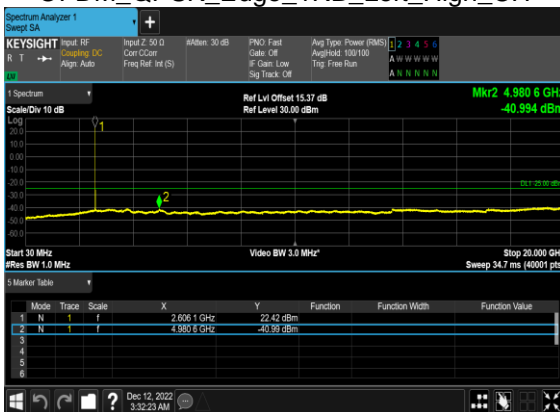 Spectrum Analyzer 1
Swept SA
KEYSIGHT Input: RF Input Z: 50 Ω #Atten: 30 dB PNO: Fast Avg Type: Power (RMS) 1 2 3 4 5 6
R T Coupling: DC Corr CCorr Gate: Off Avg|Hold: 100/100 A W W W W W
Align: Auto Freq Ref: Int (S) IF Gain: Low Trig: Free Run
Sig Track: Off A N N N N N
1 Spectrum
Scale/Div 10 dB Ref Lvl Offset 15.37 dB Mkr2 4.980 6 GHz
Ref Level 30.00 dBm -40.994 dBm
Log
20.0
10.0
0.00
-10.0
-20.0
-30.0
-40.0
-50.0
-60.0
1
2
DL1 -25.00 dBm
Start 30 MHz Video BW 3.0 MHz* Stop 20.000 GH
#Res BW 1.0 MHz Sweep 34.7 ms (40001 pts
5 Marker Table
Mode Trace Scale X Y Function Function Width Function Value
1 N 1 f 2.606 1 GHz 22.42 dBm
2 N 1 f 4.980 6 GHz -40.99 dBm
3
4
5
6
? Dec 12, 2022
3:32:23 AM